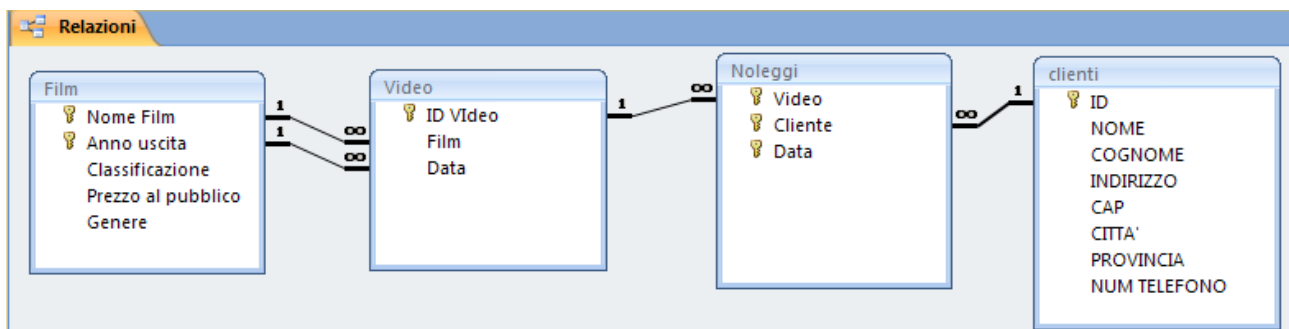 Relazioni
Film
Nome Film
Anno uscita
Classificazione
Prezzo al pubblico
Genere
1
1
∞
∞
Video
ID VIdeo
Film
Data
1
∞
Noleggi
Video
Cliente
Data
∞
1
clienti
ID
NOME
COGNOME
INDIRIZZO
CAP
CITTA'
PROVINCIA
NUM TELEFONO